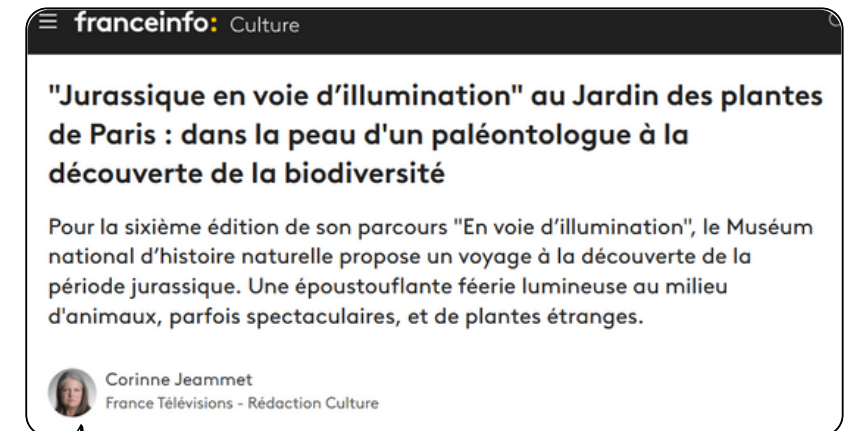 franceinfo: Culture
"Jurassique en voie d’illumination" au Jardin des plantes
de Paris : dans la peau d'un paléontologue à la
découverte de la biodiversité
Pour la sixième édition de son parcours "En voie d’illumination", le Muséum
national d’histoire naturelle propose un voyage à la découverte de la
période jurassique. Une époustouflante féerie lumineuse au milieu
d'animaux, parfois spectaculaires, et de plantes étranges.
Corinne Jeammet
France Télévisions - Rédaction Culture